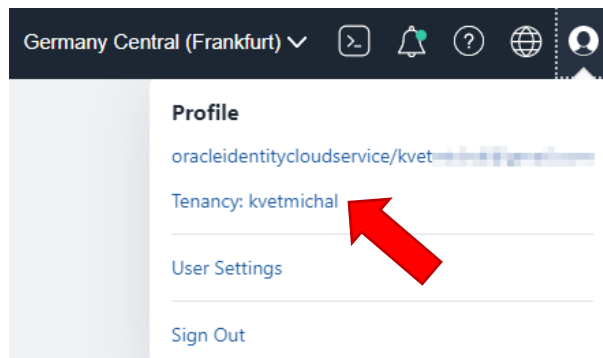 Germany Central (Frankfurt)
Profile
oracleidentitycloudservice/kvet
Tenancy: kvetmichal
User Settings
Sign Out